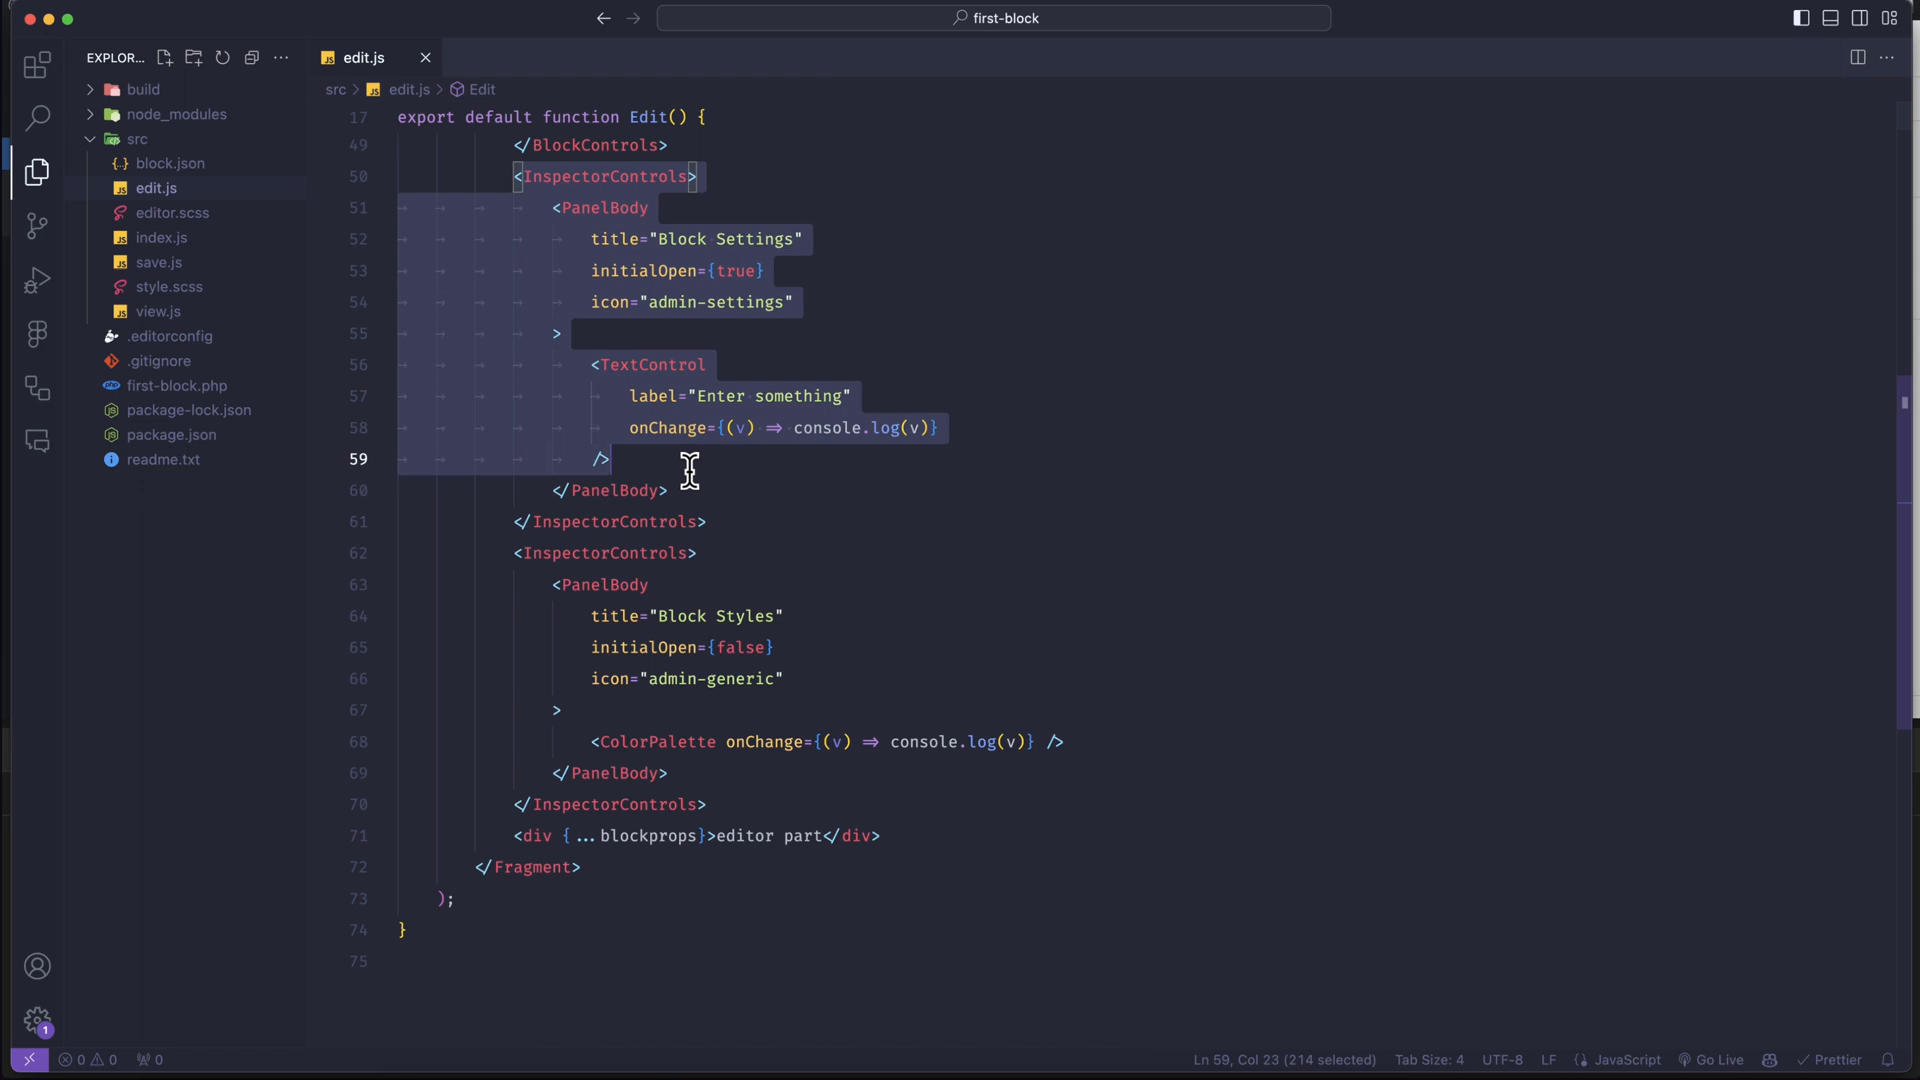 first-block
EXPLOR...
edit.js
src > edit.js > Edit
build
node_modules
src
block.json
edit.js
editor.scss
index.js
save.js
style.scss
view.js
.editorconfig
.gitignore
first-block.php
package-lock.json
package.json
readme.txt
17 export default function Edit() {
49 </BlockControls>
50 <InspectorControls>
51 <PanelBody
52 title="Block Settings"
53 initialOpen={true}
54 icon="admin-settings"
55 >
56 <TextControl
57 label="Enter something"
58 onChange={(v) => console.log(v)}
59 />
60 </PanelBody>
61 </InspectorControls>
62 <InspectorControls>
63 <PanelBody
64 title="Block Styles"
65 initialOpen={false}
66 icon="admin-generic"
67 >
68 <ColorPalette onChange={(v) => console.log(v)} />
69 </PanelBody>
70 </InspectorControls>
71 <div {...blockprops}>editor part</div>
72 </Fragment>
73 );
74 }
75
1
0 0 0
Ln 59, Col 23 (214 selected) Tab Size: 4 UTF-8 LF JavaScript Go Live Prettier